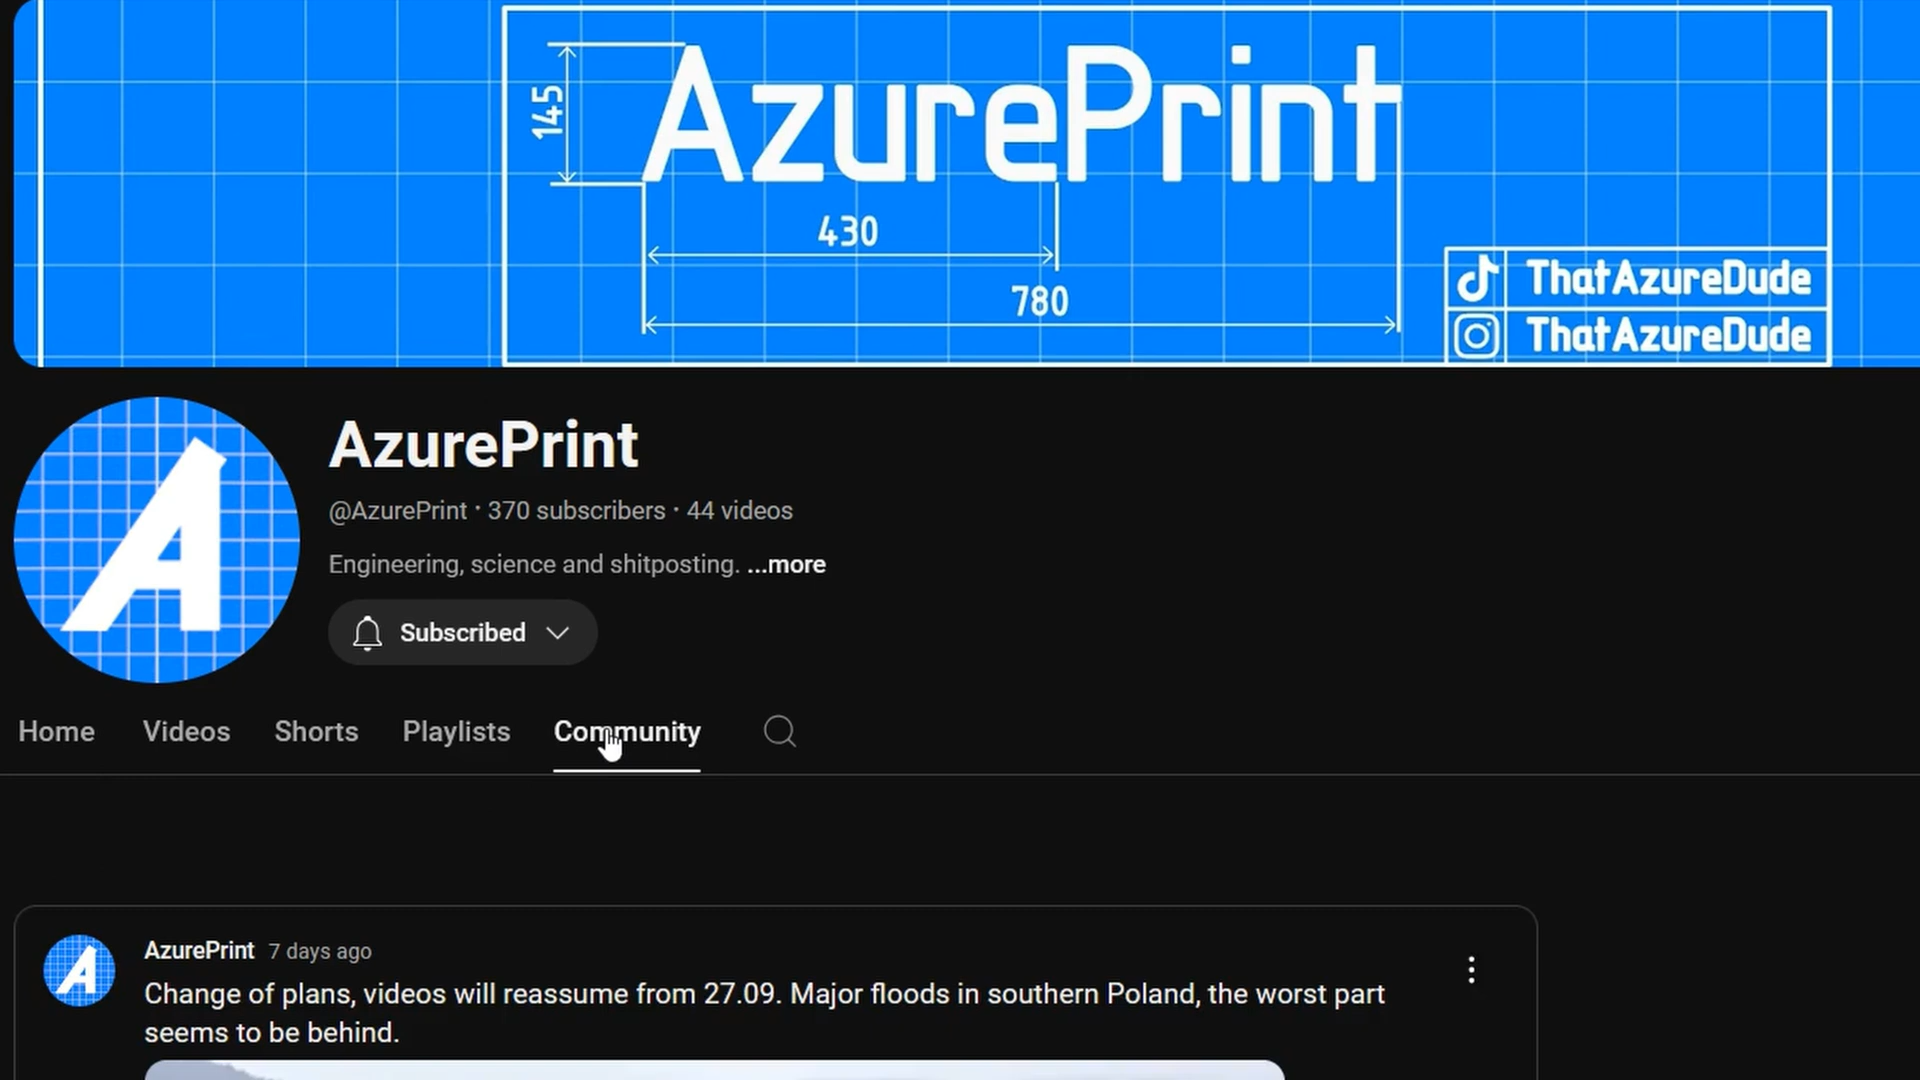 AzurePrint
145
430
780
ThatAzureDude
ThatAzureDude
A
AzurePrint
@AzurePrint · 370 subscribers · 44 videos
Engineering, science and shitposting. ...more
Subscribed
Home Videos Shorts Playlists Community
A
AzurePrint 7 days ago
Change of plans, videos will reassume from 27.09. Major floods in southern Poland, the worst part
seems to be behind.